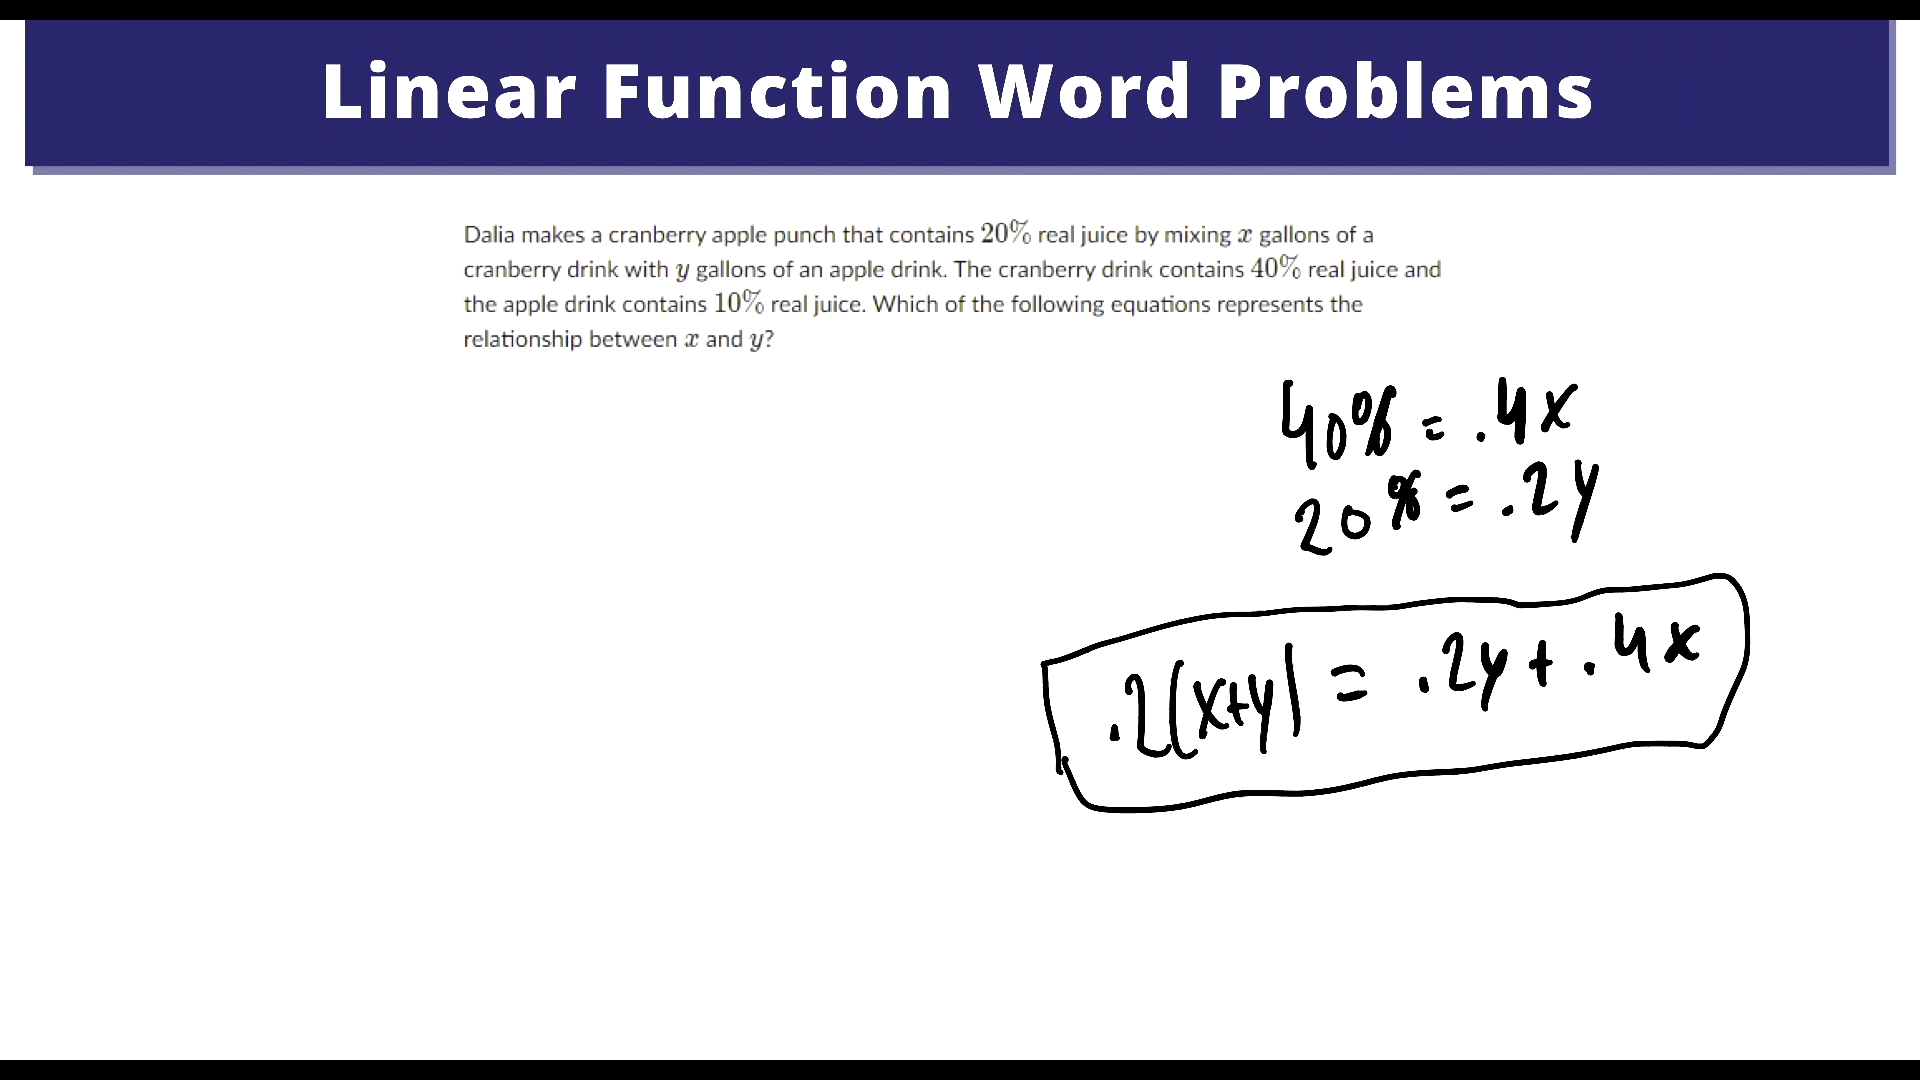 Linear Function Word Problems
Dalia makes a cranberry apple punch that contains 20% real juice by mixing x gallons of a
cranberry drink with y gallons of an apple drink. The cranberry drink contains 40% real juice and
the apple drink contains 10% real juice. Which of the following equations represents the
relationship between x and y?
40% = .4x
20% = .2y
.2(x+y) = .2y + .4x